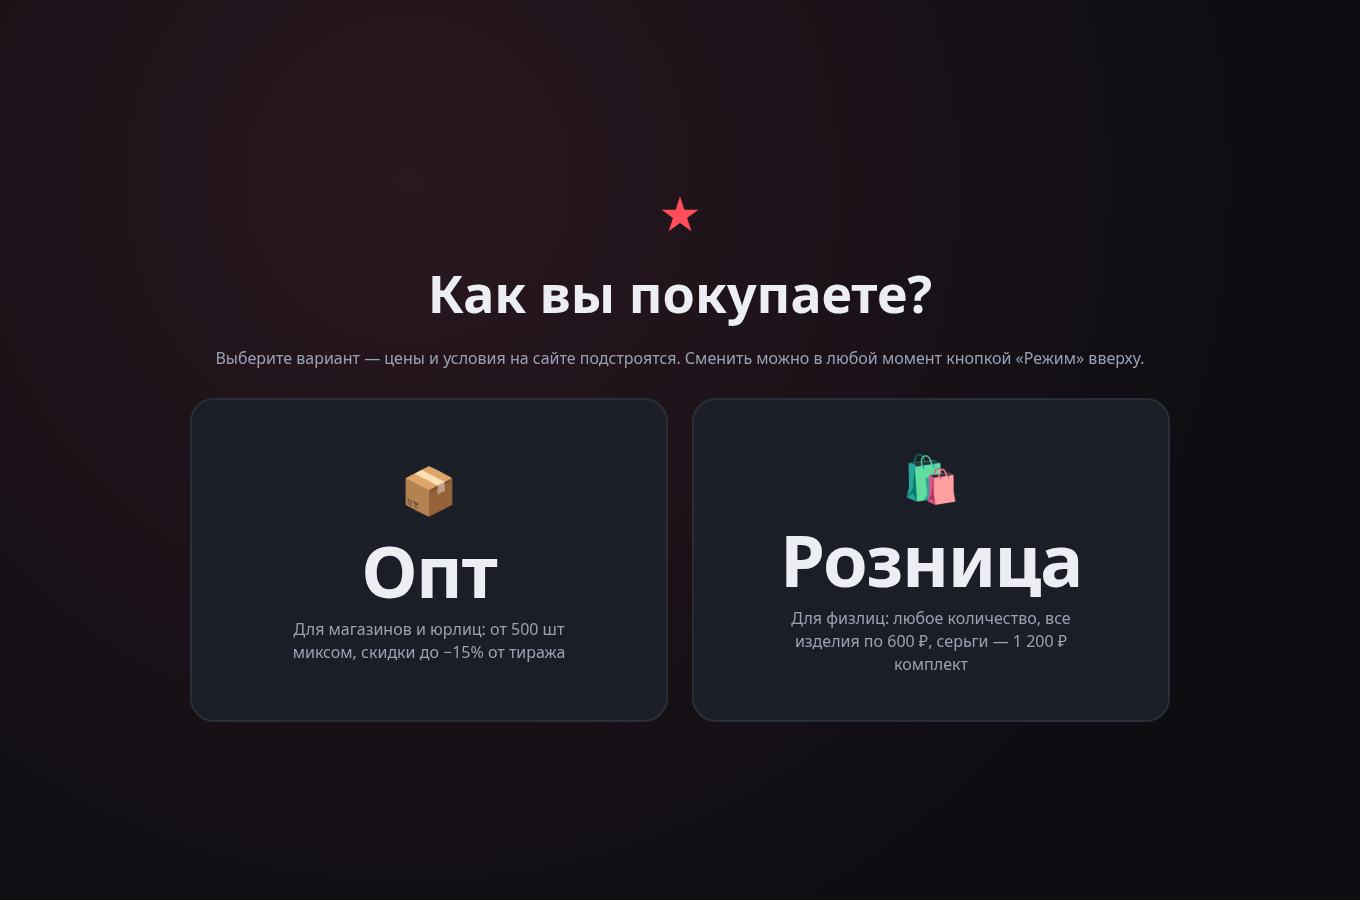 Как вы покупаете?
Выберите вариант — цены и условия на сайте подстроятся. Сменить можно в любой момент кнопкой «Режим» вверху.
Опт
Для магазинов и юрлиц: от 500 шт
миксом, скидки до −15% от тиража
Розница
Для физлиц: любое количество, все
изделия по 600 ₽, серьги — 1 200 ₽
комплект